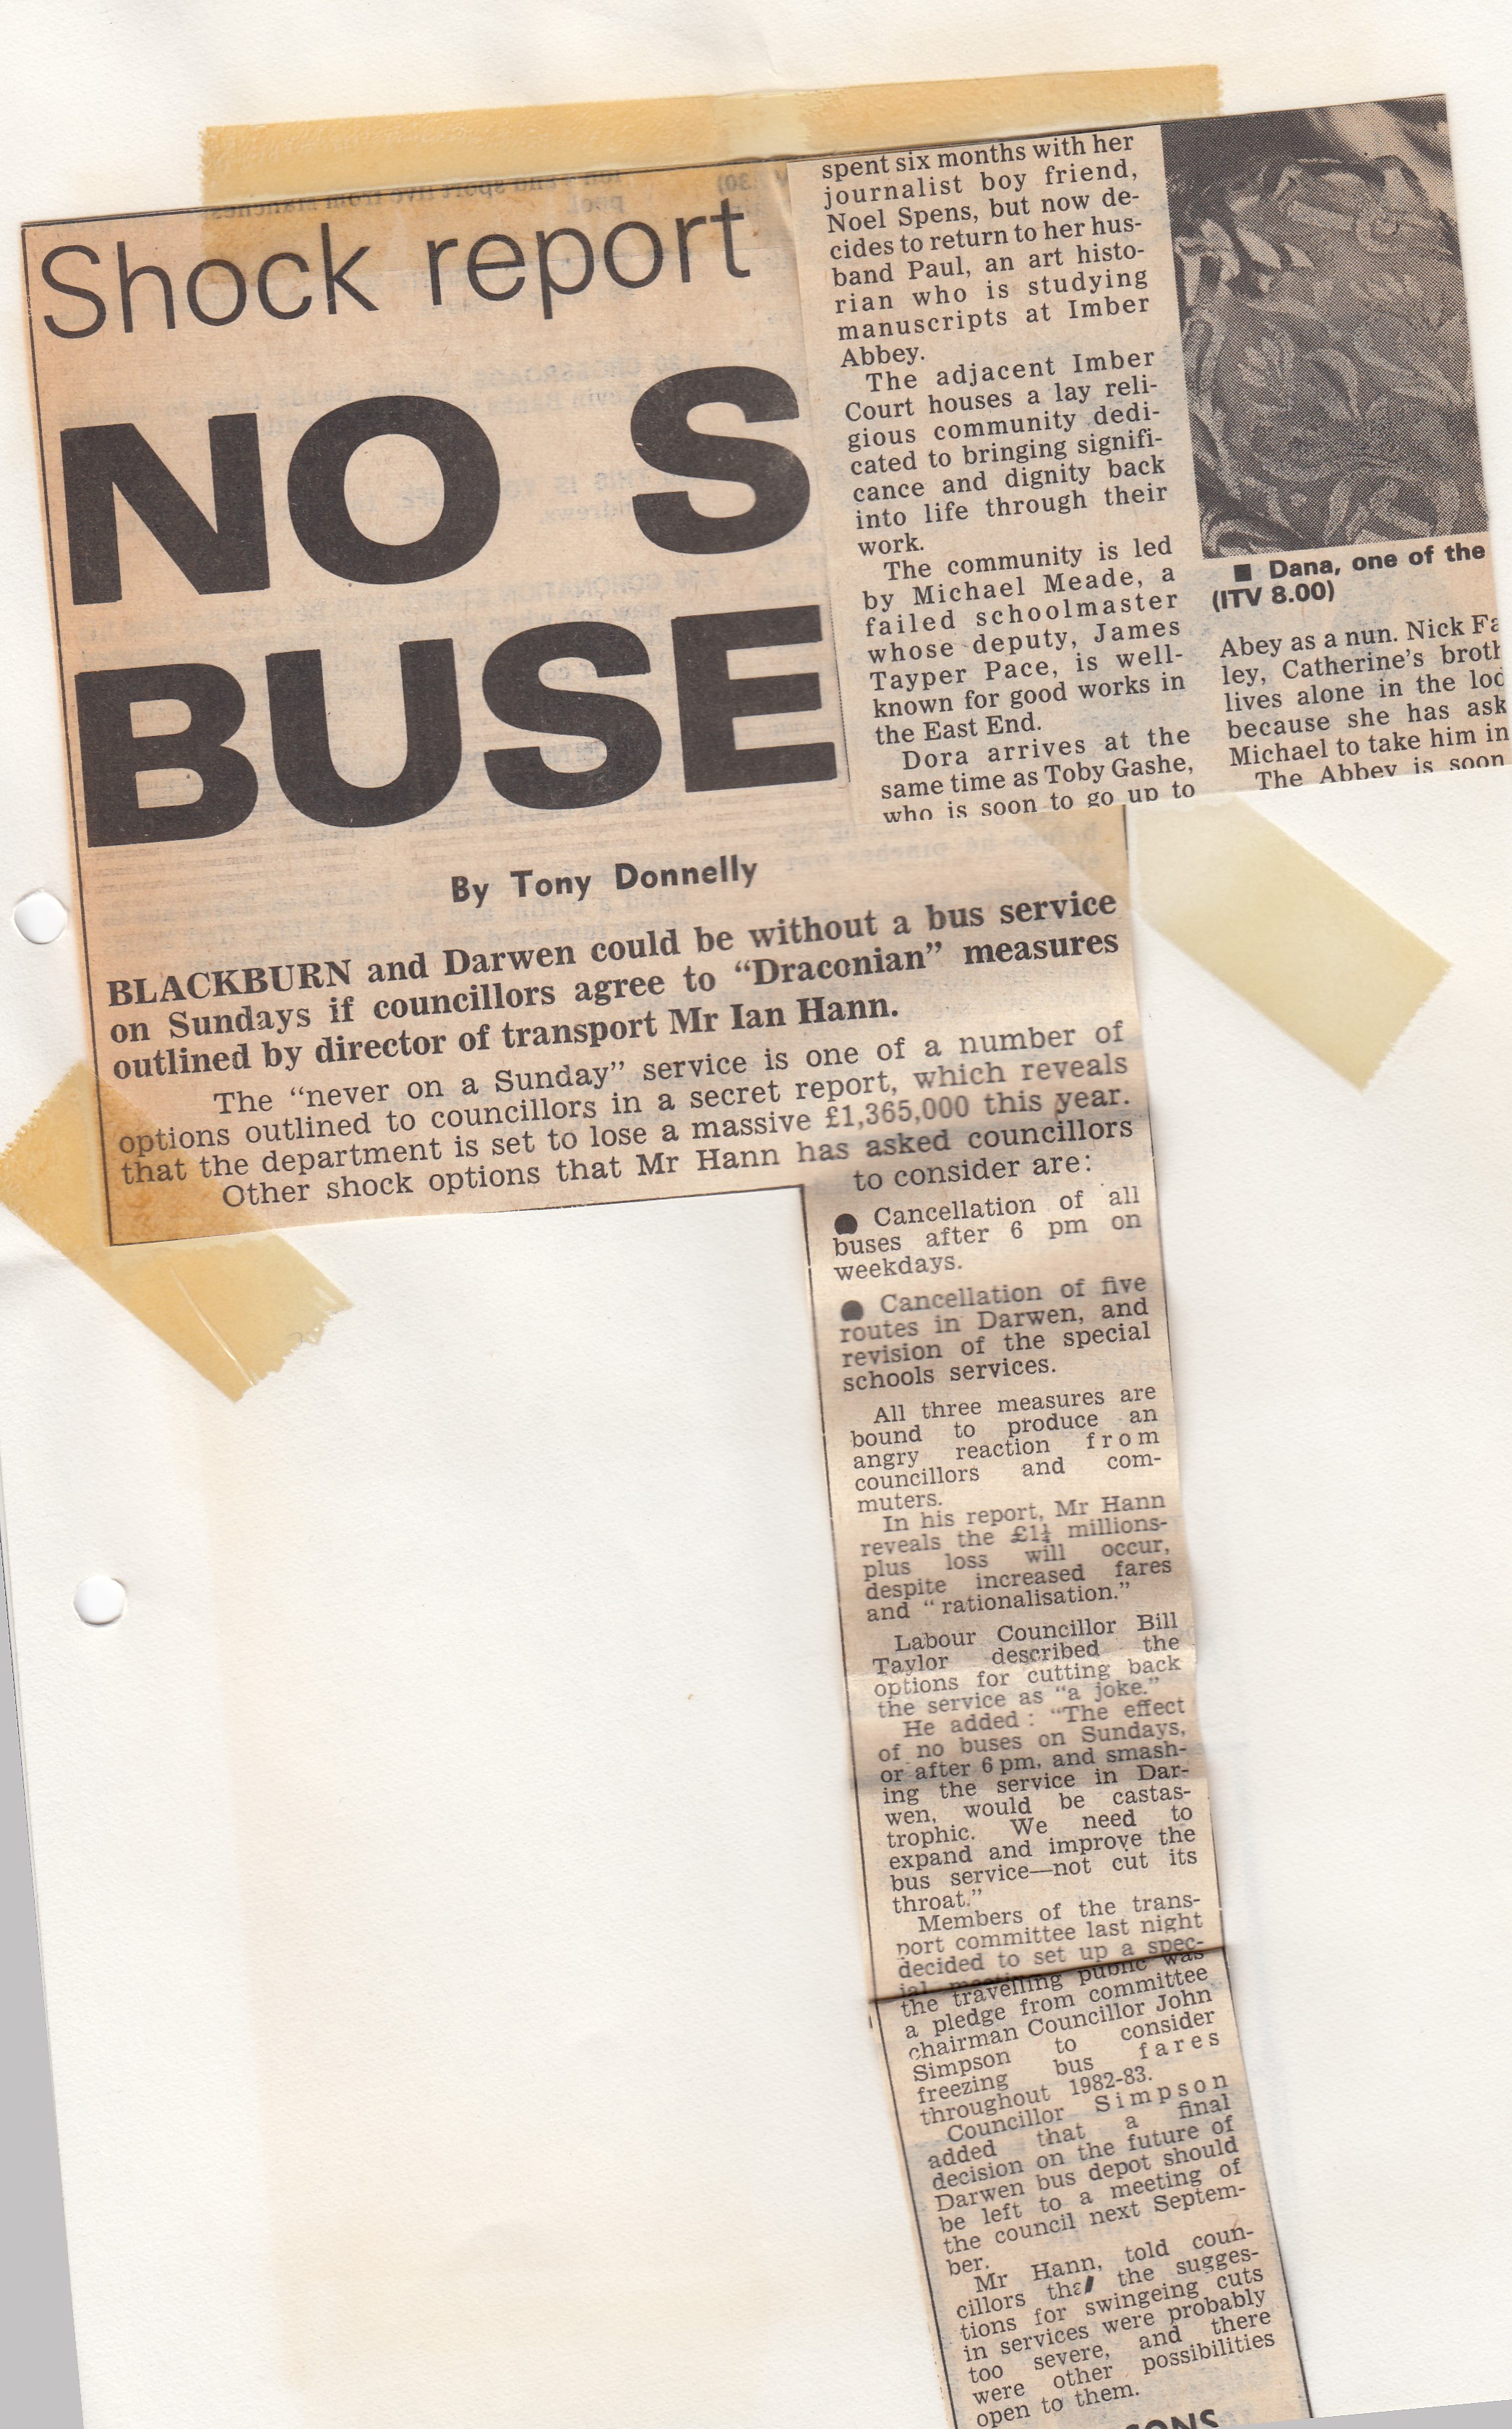 Shock report
NO S
BUSE
By Tony Donnelly
BLACKBURN and Darwen could be without a bus service
on Sundays if councillors agree to “Draconian” measures
outlined by director of transport Mr Ian Hann.
The “never on a Sunday” service is one of a number of
options outlined to councillors in a secret report, which reveals
that the department is set to lose a massive £1,365,000 this year.
Other shock options that Mr Hann has asked councillors
to consider are:
● Cancellation of all
buses after 6 pm on
weekdays.
● Cancellation of five
routes in Darwen, and
revision of the special
schools services.
All three measures are
bound to produce an
angry reaction from
councillors and com-
muters.
In his report, Mr Hann
reveals the £1¼ millions-
plus loss will occur,
despite increased fares
and “rationalisation.”
Labour Councillor Bill
Taylor described the
options for cutting back
the service as “a joke.”
He added: “The effect
of no buses on Sundays,
or after 6 pm, and smash-
ing the service in Dar-
wen, would be castas-
trophic. We need to
expand and improve the
bus service—not cut its
throat.”
Members of the trans-
port committee last night
decided to set up a spec-
ial meeting
the travelling public was
a pledge from committee
chairman Councillor John
Simpson to consider
freezing bus fares
throughout 1982-83.
Councillor Simpson
added that a final
decision on the future of
Darwen bus depot should
be left to a meeting of
the council next Septem-
ber.
Mr Hann, told coun-
cillors that the sugges-
tions for swingeing cuts
in services were probably
too severe, and there
were other possibilities
open to them.
SONS
spent six months with her
journalist boy friend,
Noel Spens, but now de-
cides to return to her hus-
band Paul, an art histo-
rian who is studying
manuscripts at Imber
Abbey.
The adjacent Imber
Court houses a lay reli-
gious community dedi-
cated to bringing signifi-
cance and dignity back
into life through their
work.
The community is led
by Michael Meade, a
failed schoolmaster
whose deputy, James
Tayper Pace, is well-
known for good works in
the East End.
Dora arrives at the
same time as Toby Gashe,
who is soon to go up to
■ Dana, one of the
(ITV 8.00)
Abey as a nun. Nick Fa
ley, Catherine's broth
lives alone in the lod
because she has ask
Michael to take him in
The Abbey is soon